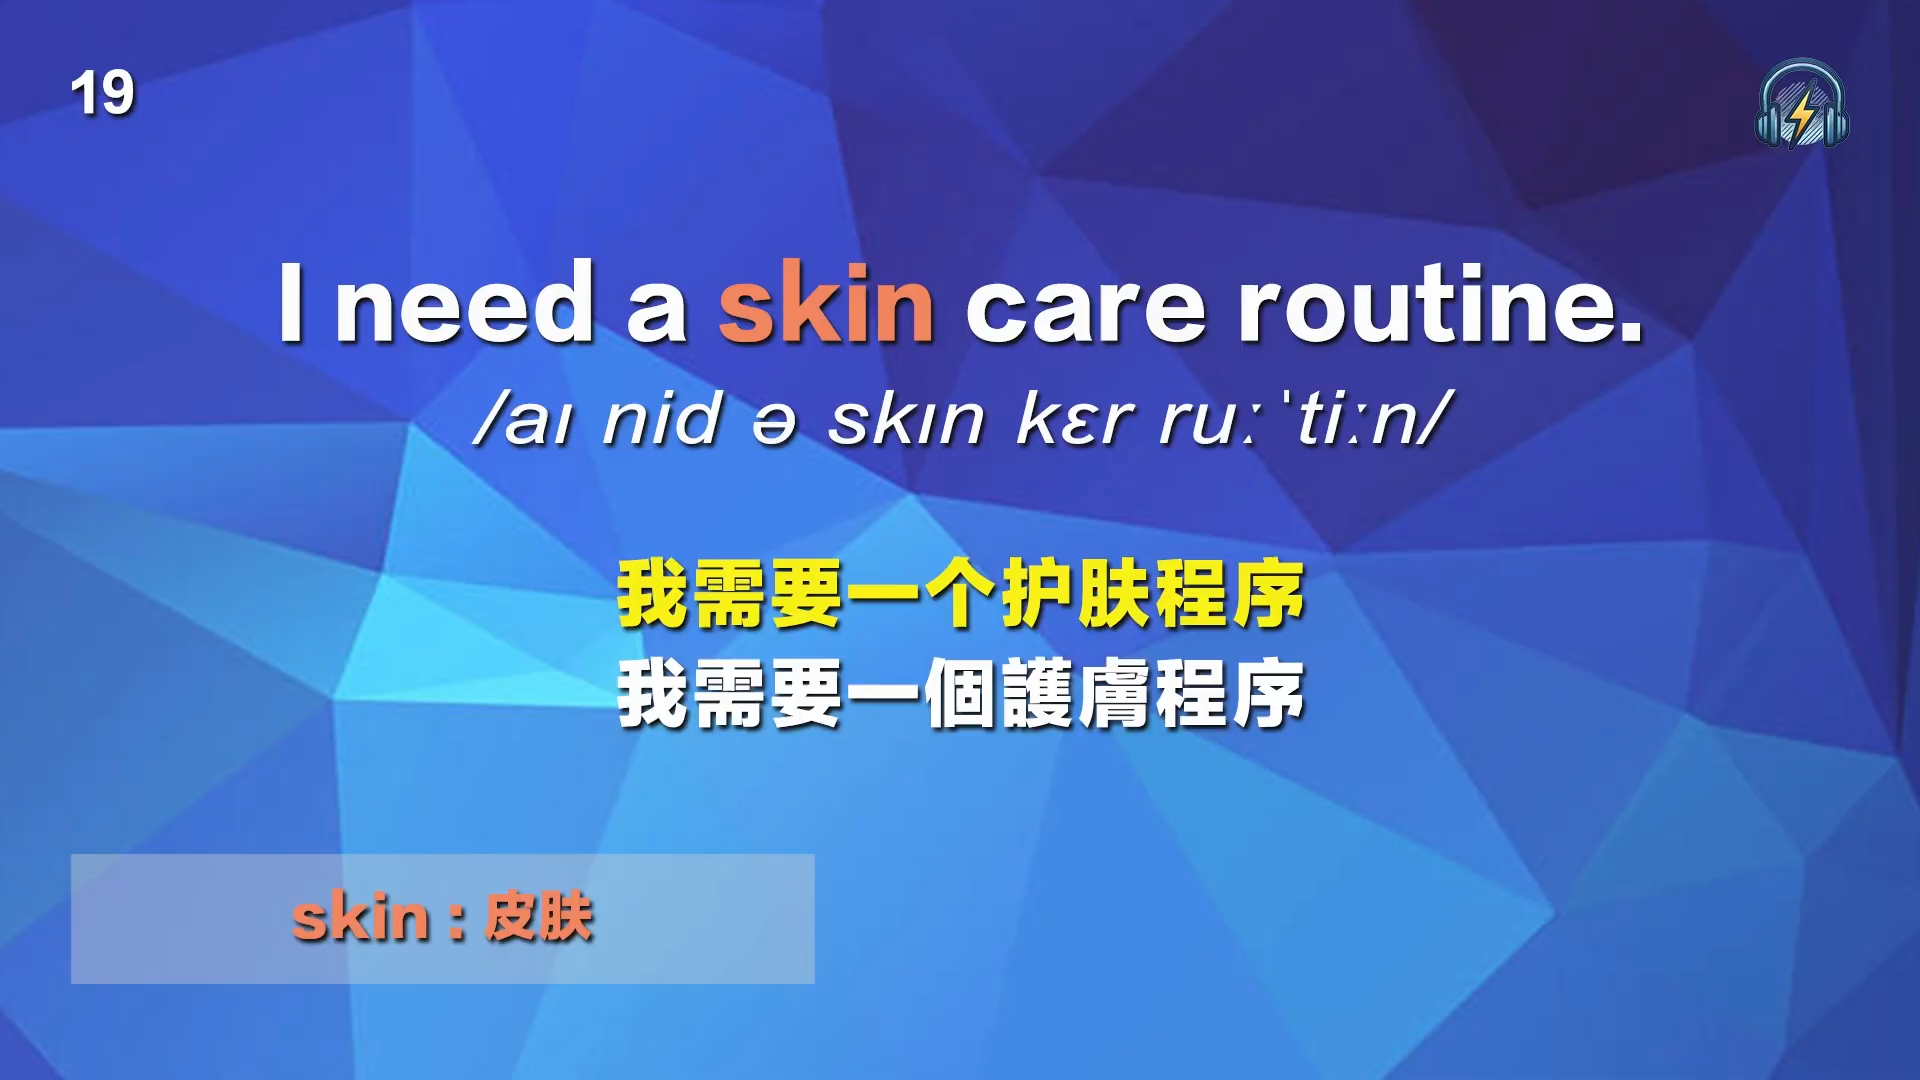 19
I need a skin care routine.
/aɪ nid ə skɪn kɛr ruːˈtiːn/
我需要一个护肤程序
我需要一個護膚程序
skin : 皮肤